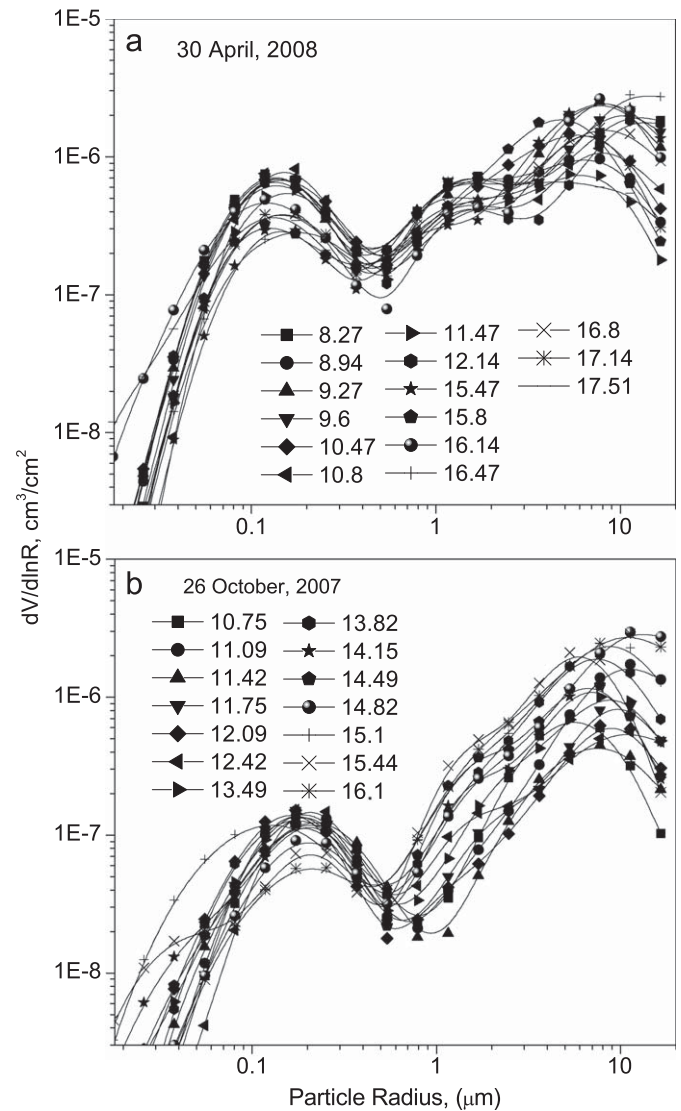 1E-5
a
30 April, 2008
1E-6
1E-7
8.27 11.47 16.8
8.94 12.14 17.14
9.27 15.47 17.51
9.6 15.8
10.47 16.14
10.8 16.47
1E-8
0.1 1 10
dV/dlnR, cm³/cm²
1E-5
b
26 October, 2007
10.75 13.82
11.09 14.15
11.42 14.49
11.75 14.82
12.09 15.1
12.42 15.44
13.49 16.1
1E-6
1E-7
1E-8
0.1 1 10
Particle Radius, (μm)